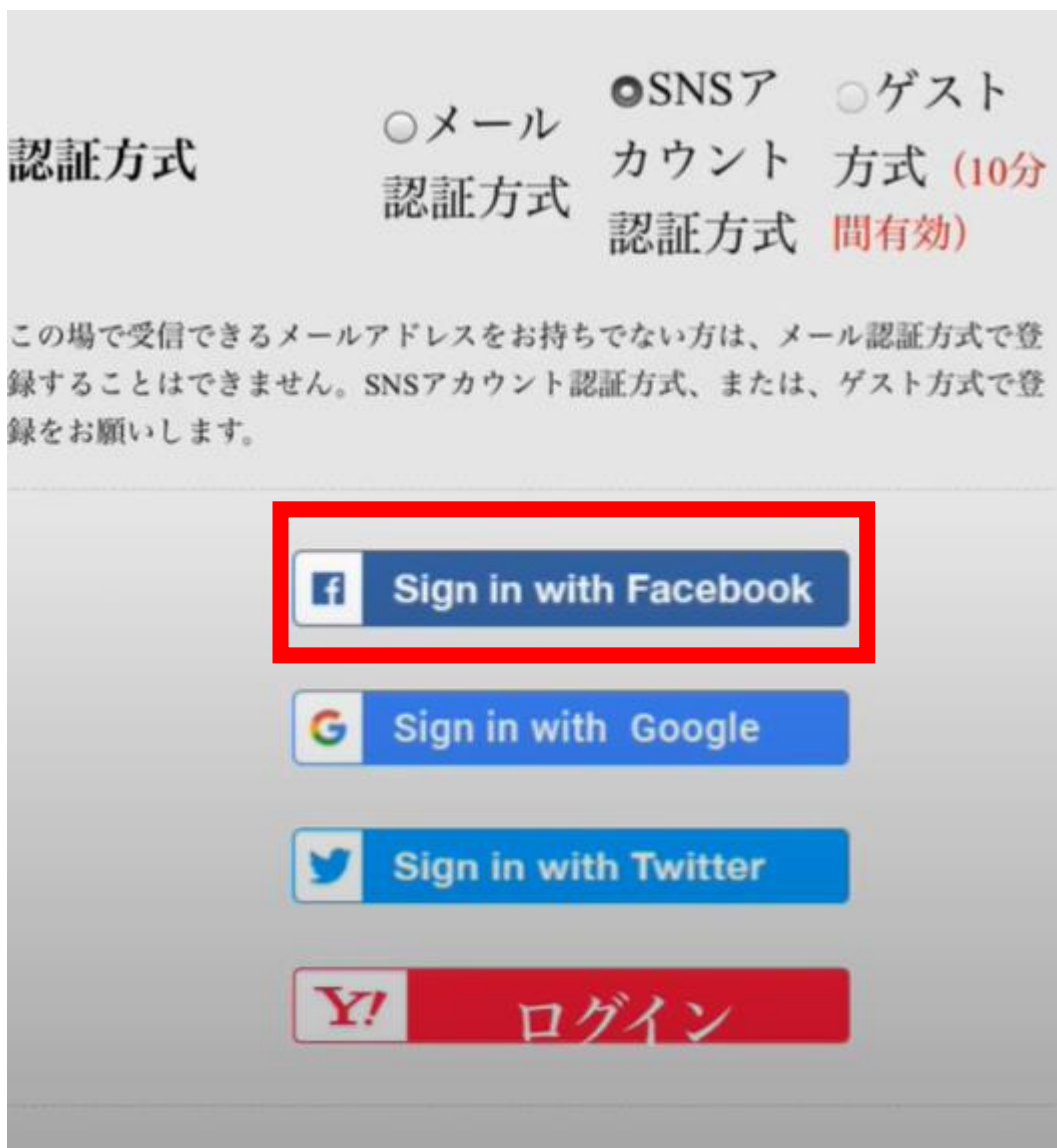 認証方式
○メール
認証方式
SNSア
カウント
認証方式
○ゲスト
方式（10分
間有効）
この場で受信できるメールアドレスをお持ちでない方は、メール認証方式で登
録することはできません。SNSアカウント認証方式、または、ゲスト方式で登
録をお願いします。
f Sign in with Facebook
G Sign in with Google
Sign in with Twitter
Y! ログイン